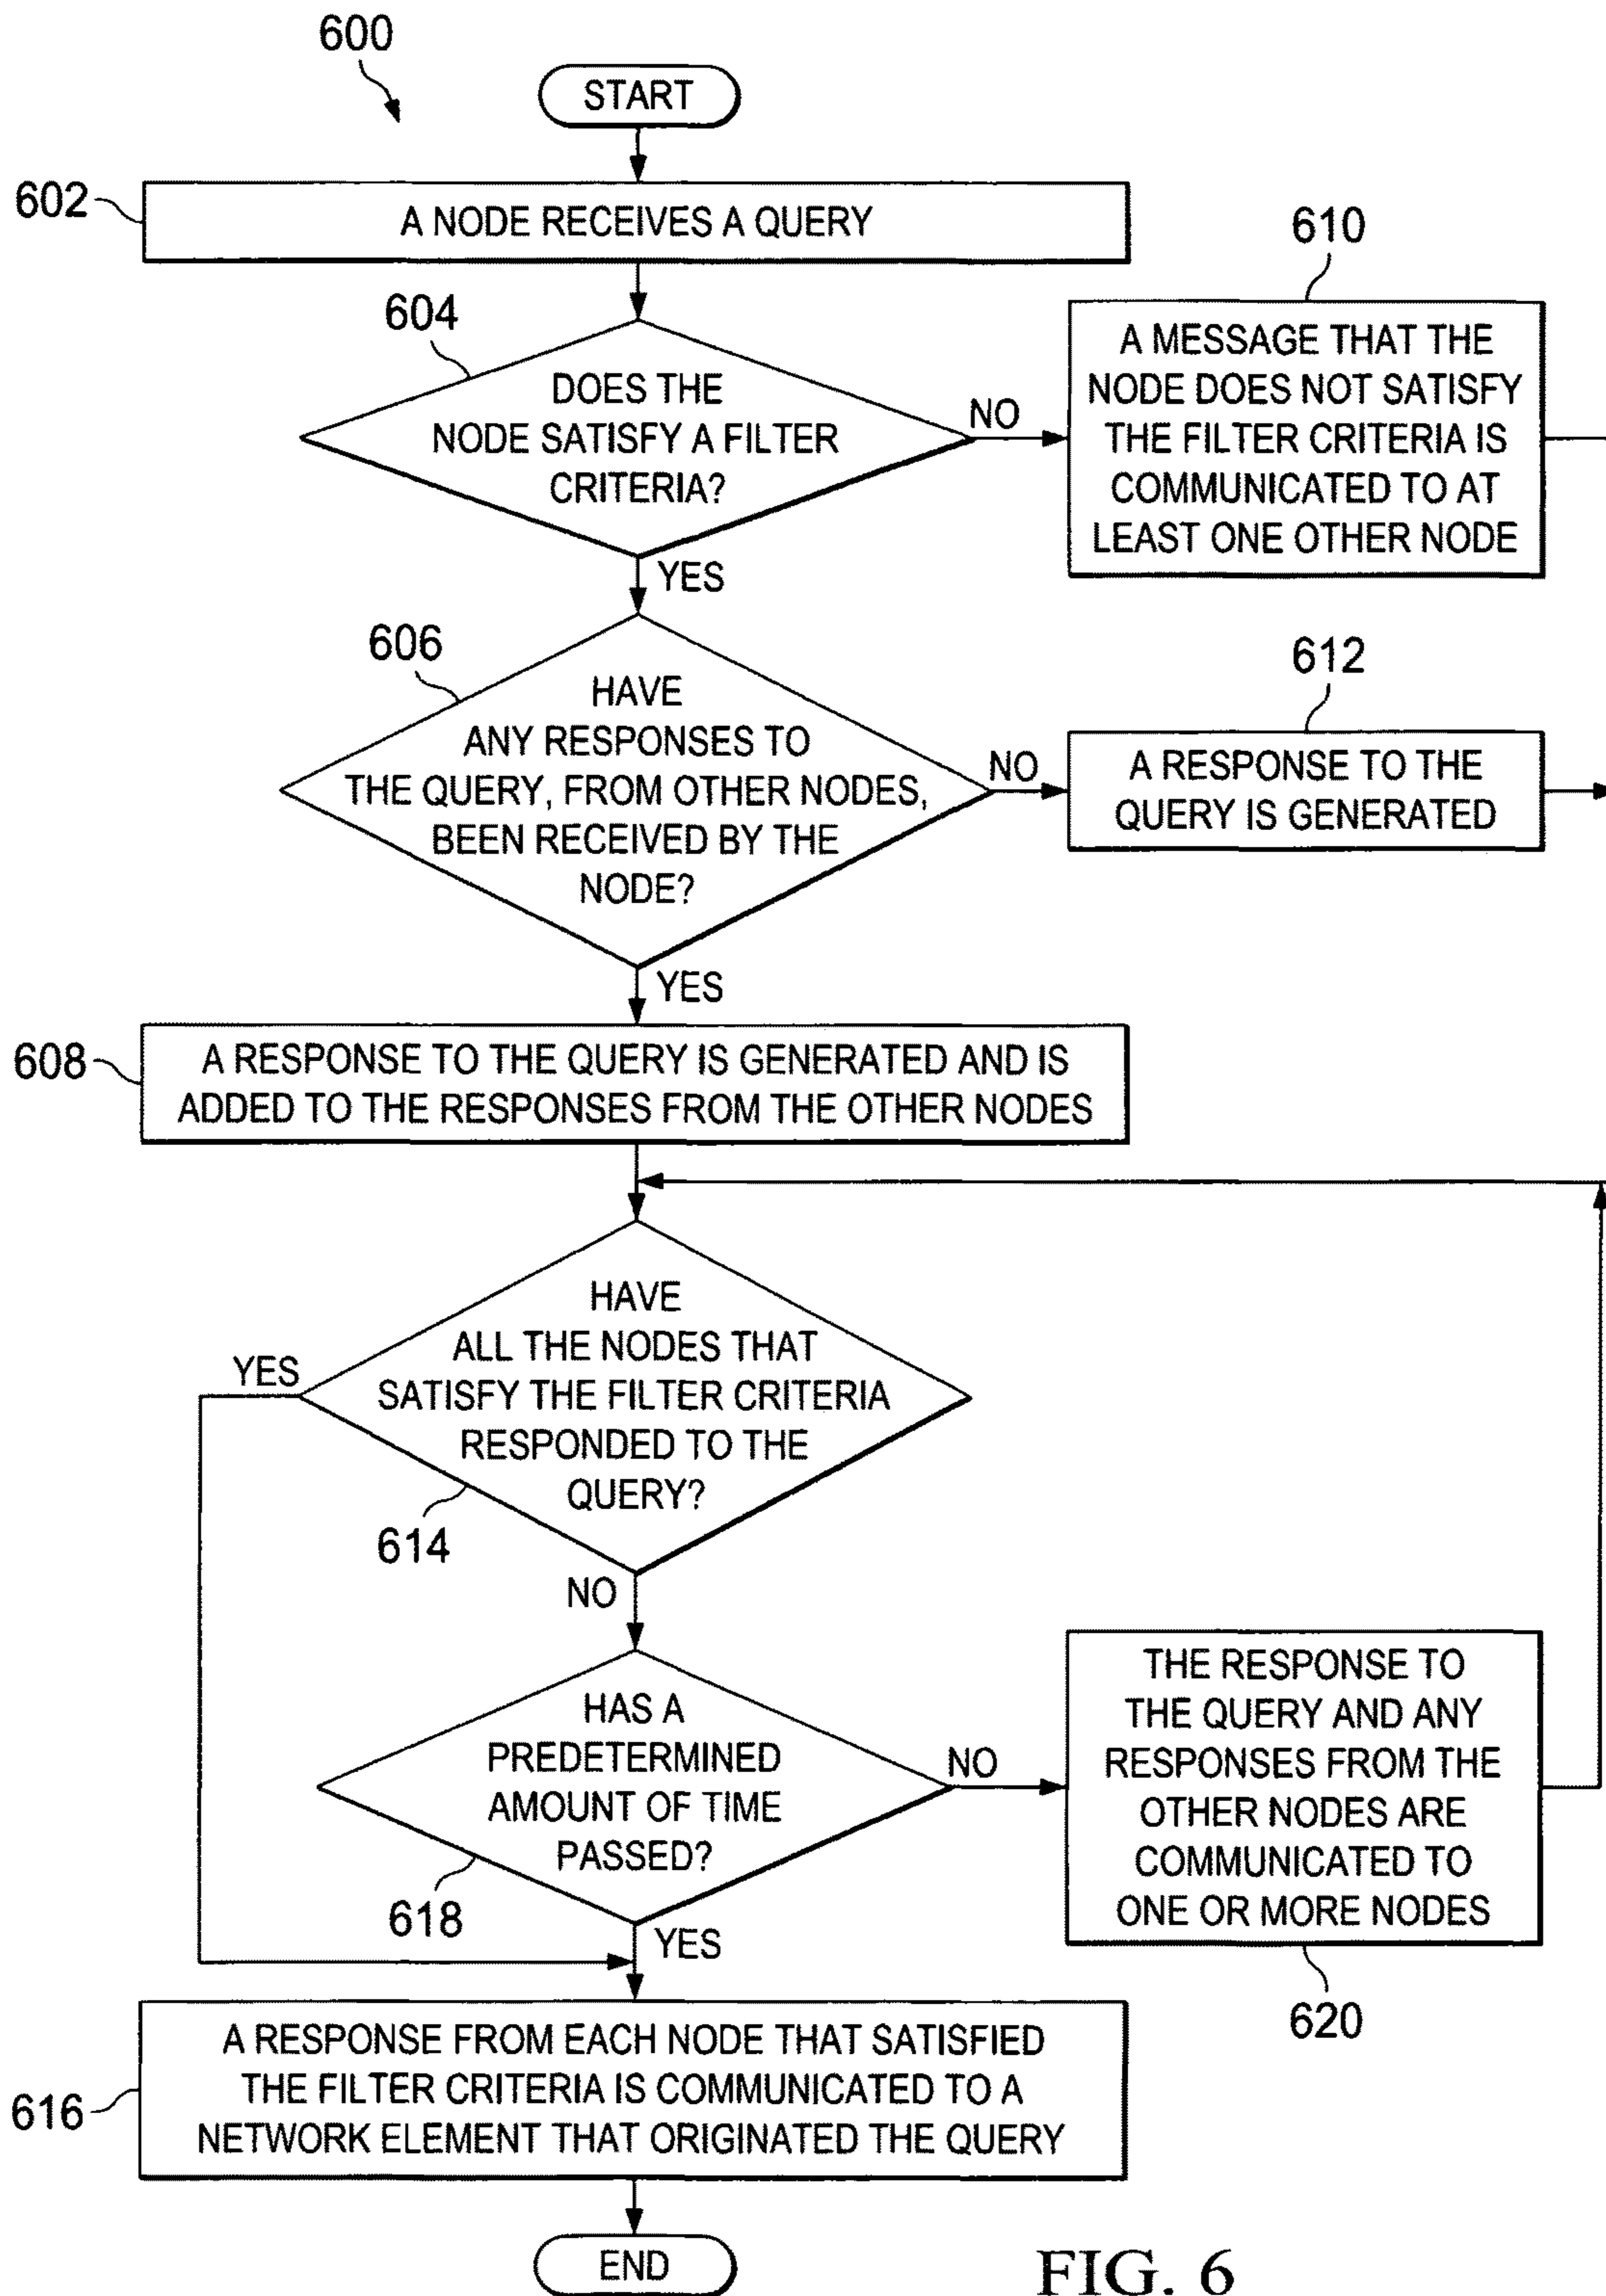 600
START
602
A NODE RECEIVES A QUERY
610
604
DOES THE
NODE SATISFY A FILTER
CRITERIA?
NO
A MESSAGE THAT THE
NODE DOES NOT SATISFY
THE FILTER CRITERIA IS
COMMUNICATED TO AT
LEAST ONE OTHER NODE
YES
606
HAVE
ANY RESPONSES TO
THE QUERY, FROM OTHER NODES,
BEEN RECEIVED BY THE
NODE?
NO
612
A RESPONSE TO THE
QUERY IS GENERATED
YES
608
A RESPONSE TO THE QUERY IS GENERATED AND IS
ADDED TO THE RESPONSES FROM THE OTHER NODES
HAVE
ALL THE NODES THAT
SATISFY THE FILTER CRITERIA
RESPONDED TO THE
QUERY?
YES
614
NO
HAS A
PREDETERMINED
AMOUNT OF TIME
PASSED?
NO
618
YES
THE RESPONSE TO
THE QUERY AND ANY
RESPONSES FROM THE
OTHER NODES ARE
COMMUNICATED TO
ONE OR MORE NODES
620
616
A RESPONSE FROM EACH NODE THAT SATISFIED
THE FILTER CRITERIA IS COMMUNICATED TO A
NETWORK ELEMENT THAT ORIGINATED THE QUERY
END
FIG. 6